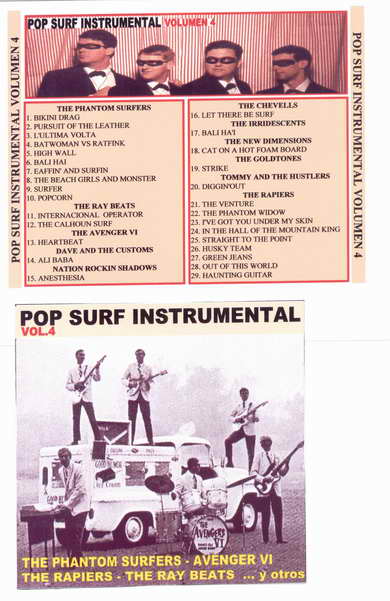 POP SURF INSTRUMENTAL VOLUMEN 4
POP SURF INSTRUMENTAL VOLUMEN 4
THE PHANTOM SURFERS
1. BIKINI DRAG
2. PURSUIT OF THE LEATHER
3. L'ULTIMA VOLTA
4. BATWOMAN VS RATFINK
5. HIGH WALL
6. BALI HAI
7. EAFFIN' AND SURFIN
8. THE BEACH GIRLS AND MONSTER
9. SURFER
10. POPCORN
THE RAY BEATS
11. INTERNACIONAL OPERATOR
12. THE CALHOUN SURF
THE AVENGER VI
13. HEARTBEAT
DAVE AND THE CUSTOMS
14. ALI BABA
NATION ROCKIN SHADOWS
15. ANESTHESIA
THE CHEVELLS
16. LET THERE BE SURF
THE IRRIDESCENTS
17. BALI HA'I
THE NEW DIMENSIONS
18. CAT ON A HOT FOAM BOARD
THE GOLDTONES
19. STRIKE
TOMMY AND THE HUSTLERS
20. DIGGINOUT
THE RAPIERS
21. THE VENTURE
22. THE PHANTOM WIDOW
23. I'VE GOT YOU UNDER MY SKIN
24. IN THE HALL OF THE MOUNTAIN KING
25. STRAIGHT TO THE POINT
26. HUSKY TEAM
27. GREEN JEANS
28. OUT OF THIS WORLD
29. HAUNTING GUITAR
POP SURF INSTRUMENTAL VOLUMEN 4
POP SURF INSTRUMENTAL
VOL.4
GOOD HUMOR
ICE CREAM
THE
AVENGERS
VI
THE PHANTOM SURFERS - AVENGER VI
THE RAPIERS - THE RAY BEATS ... y otros